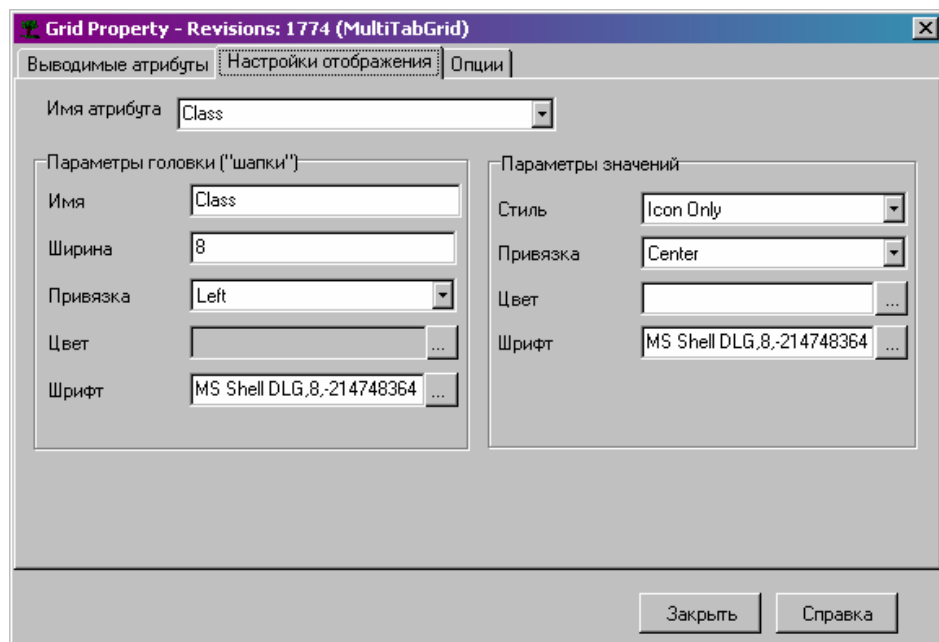 Grid Property - Revisions: 1774 (MultiTabGrid)
Выводимые атрибуты Настройки отображения Опции
Имя атрибута Class
Параметры головки ("шапки")
Имя Class
Ширина 8
Привязка Left
Цвет ...
Шрифт MS Shell DLG,8,-214748364 ...
Параметры значений
Стиль Icon Only
Привязка Center
Цвет ...
Шрифт MS Shell DLG,8,-214748364 ...
Закрыть Справка